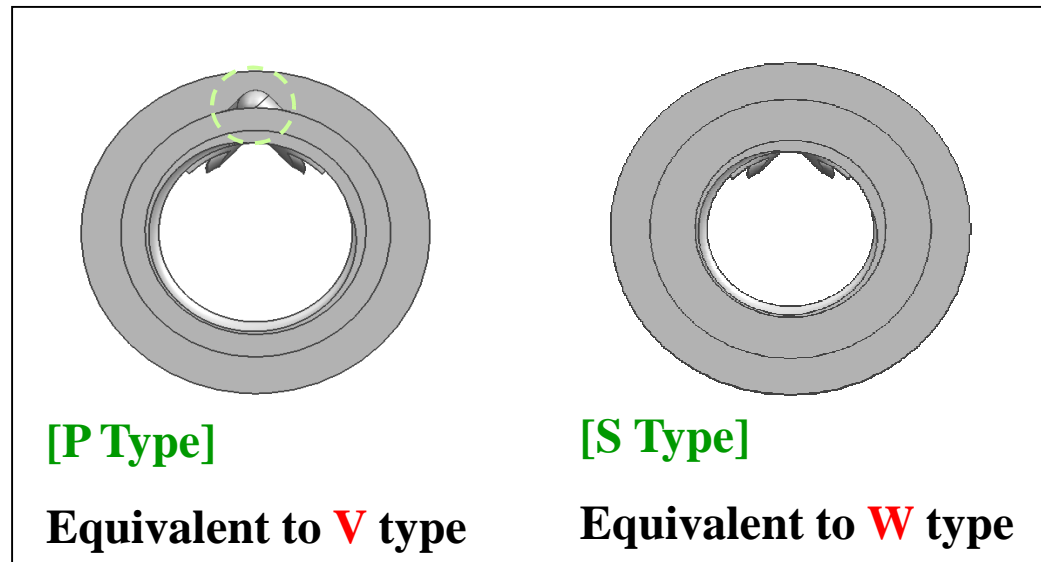 [P Type]
Equivalent to V type
[S Type]
Equivalent to W type